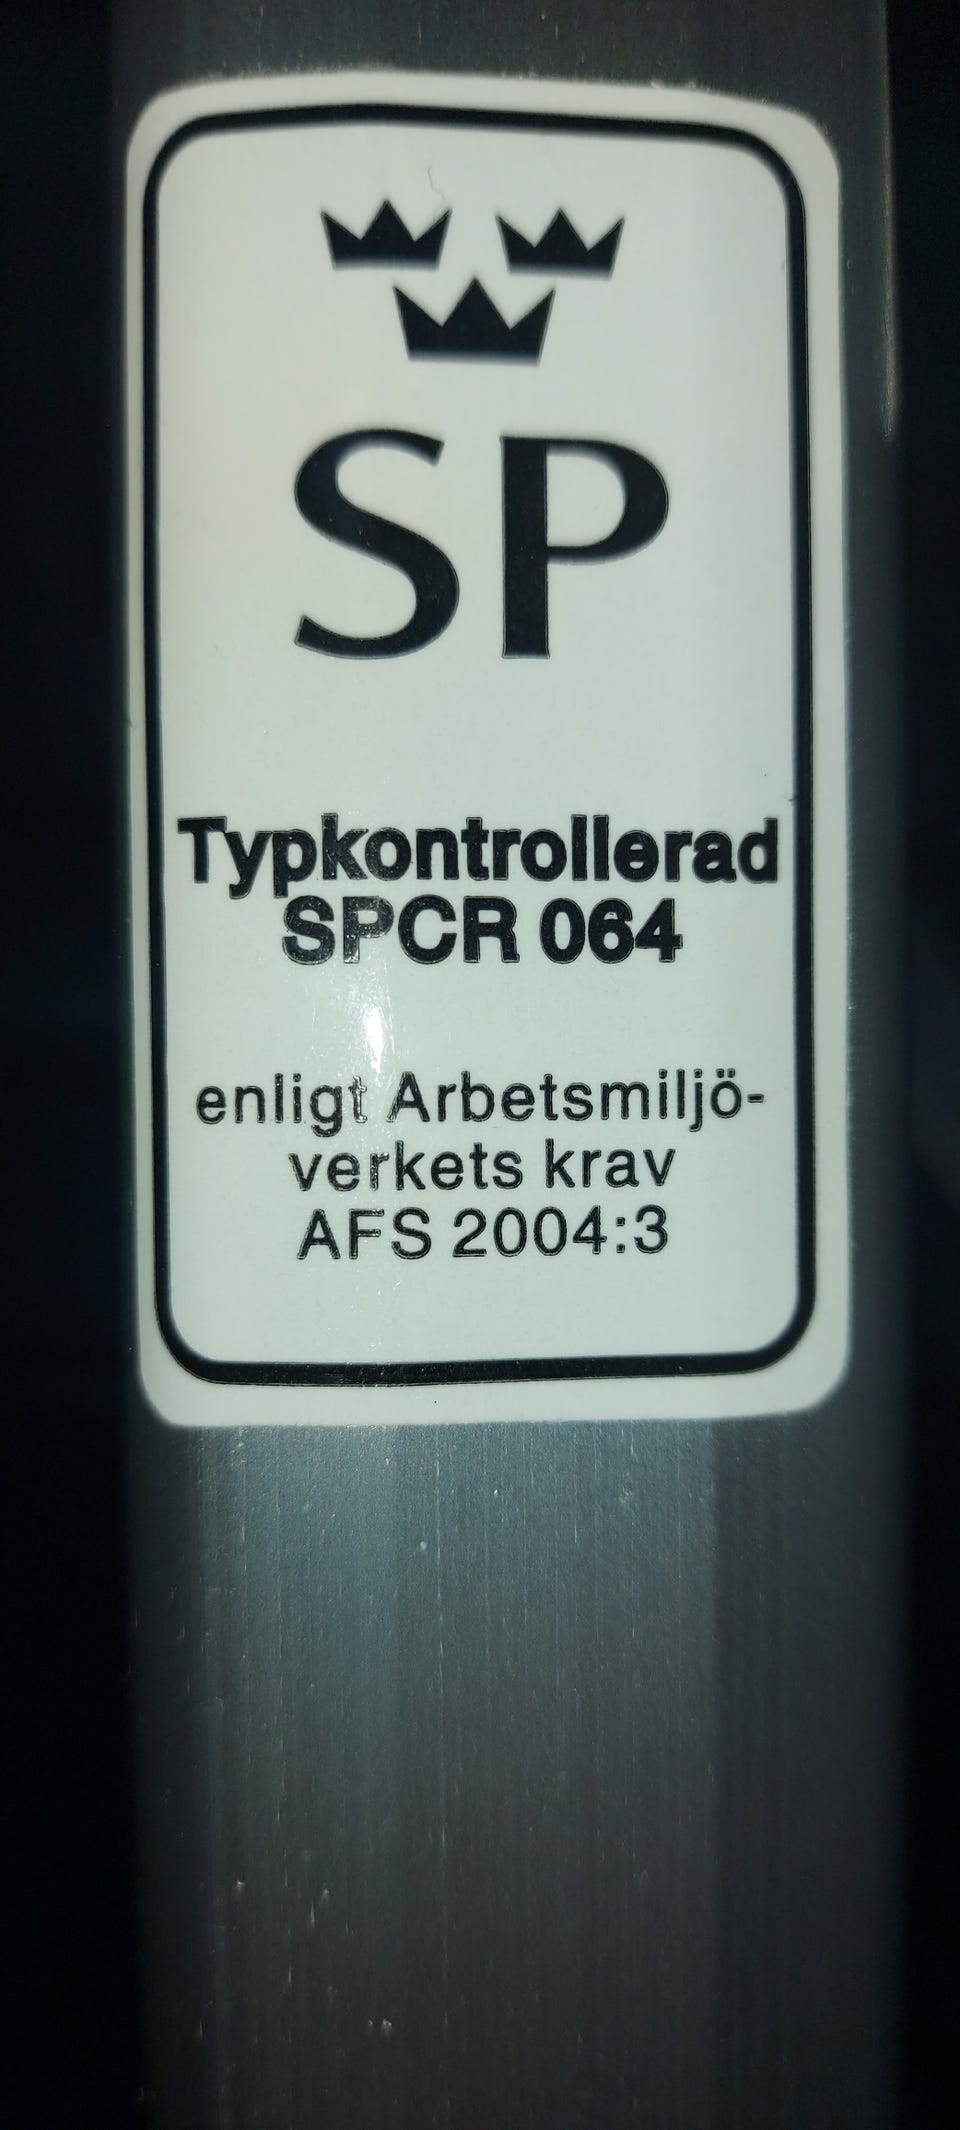 SP
Typkontrollerad
SPCR 064
enligt Arbetsmiljö-
verkets krav
AFS 2004:3